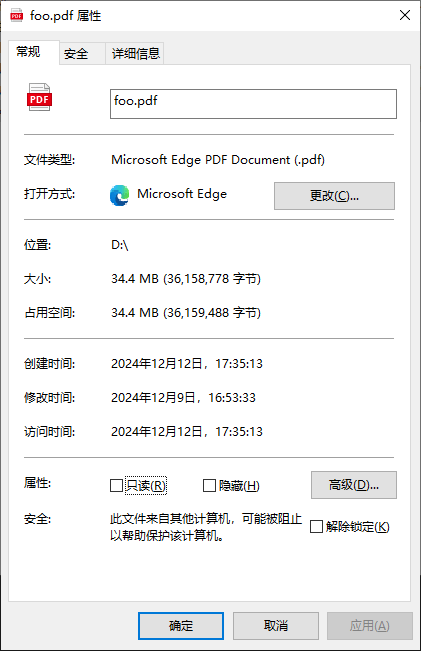 foo.pdf 属性
常规 安全 详细信息
PDF
foo.pdf
文件类型: Microsoft Edge PDF Document (.pdf)
打开方式: Microsoft Edge 更改(C)...
位置: D:\
大小: 34.4 MB (36,158,778 字节)
占用空间: 34.4 MB (36,159,488 字节)
创建时间: 2024年12月12日，17:35:13
修改时间: 2024年12月9日，16:53:33
访问时间: 2024年12月12日，17:35:13
属性: 只读(R) 隐藏(H) 高级(D)...
安全: 此文件来自其他计算机，可能被阻止
以帮助保护该计算机。 解除锁定(K)
确定 取消 应用(A)